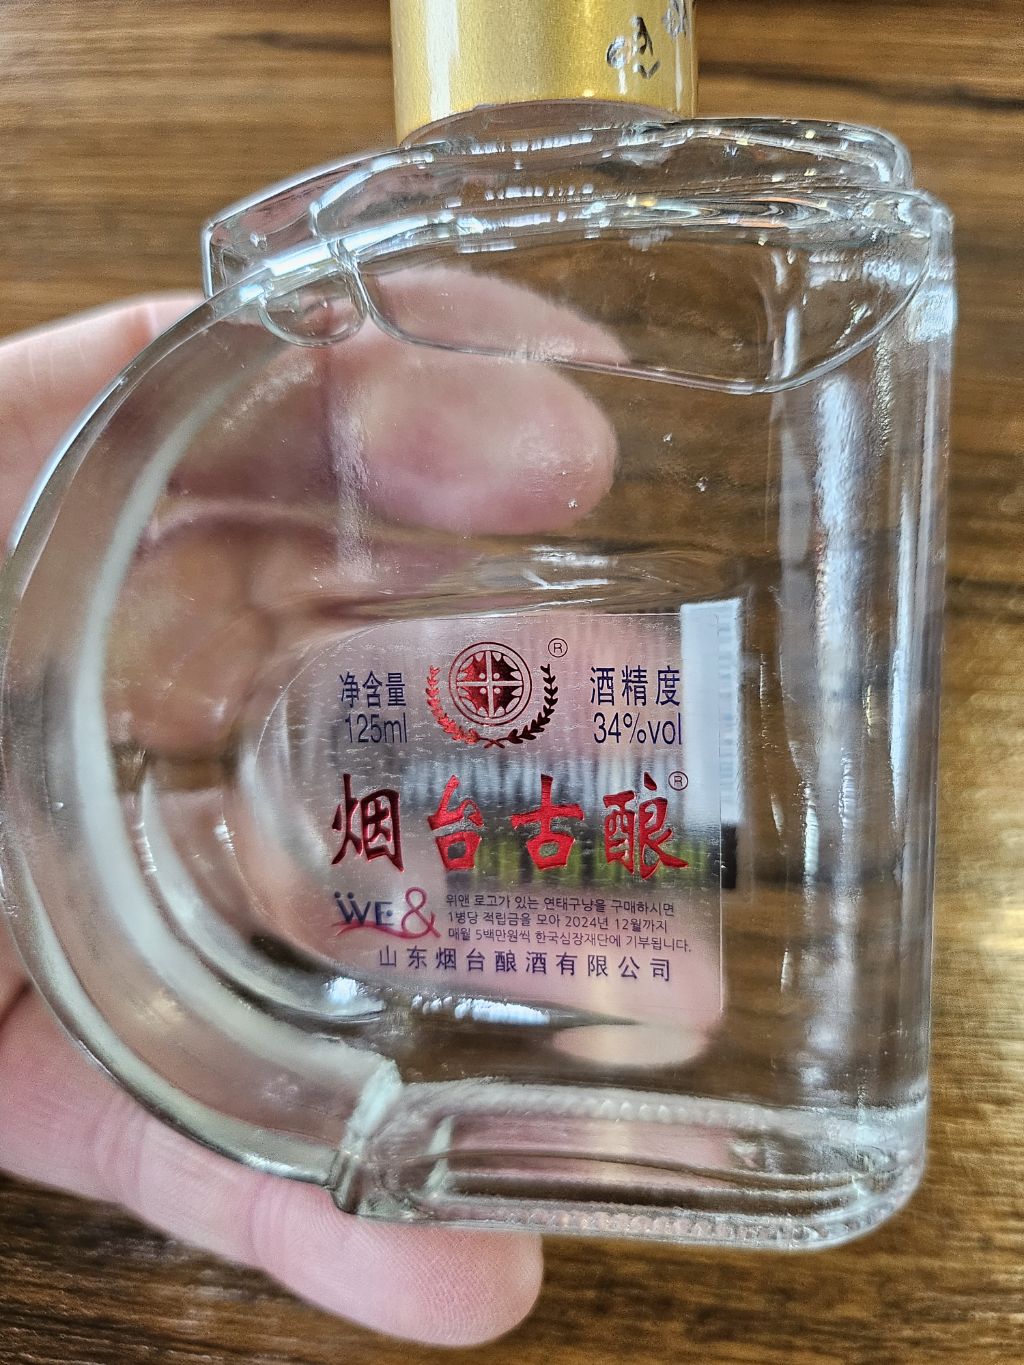 净含量
125ml
®
酒精度
34%vol
烟台古酿®
WE&
위앤 로고가 있는 연태구냥을 구매하시면
1병당 적립금을 모아 2024년 12월까지
매월 5백만원씩 한국심장재단에 기부됩니다.
山东烟台酿酒有限公司